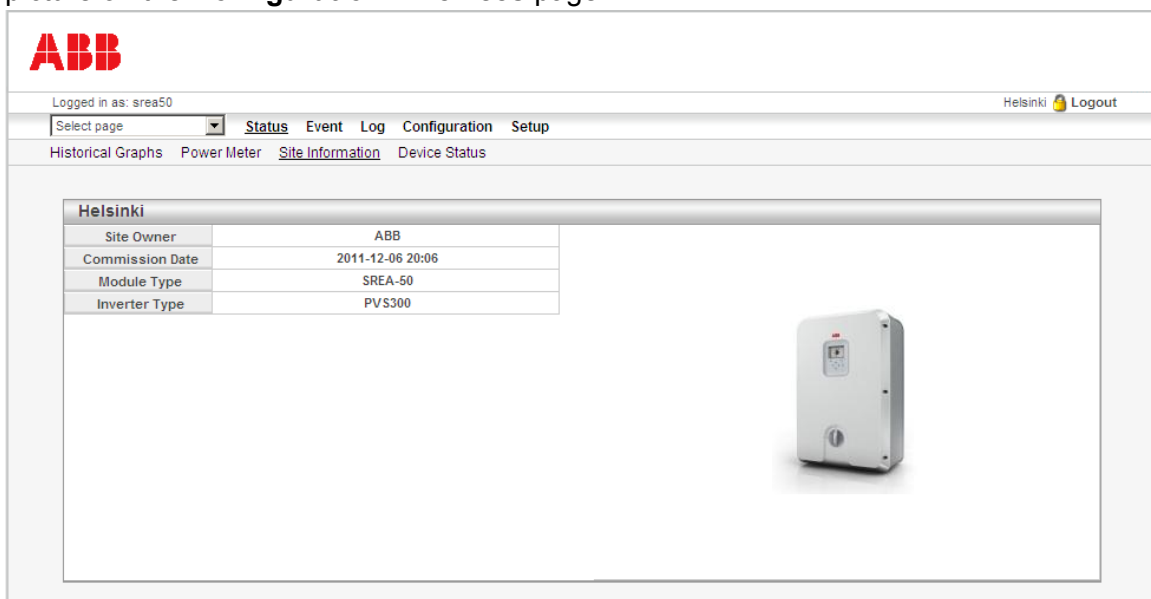 ABB
Logged in as: srea50 Helsinki Logout
Select page Status Event Log Configuration Setup
Historical Graphs Power Meter Site Information Device Status
Helsinki
Site Owner ABB
Commission Date 2011-12-06 20:06
Module Type SREA-50
Inverter Type PVS300